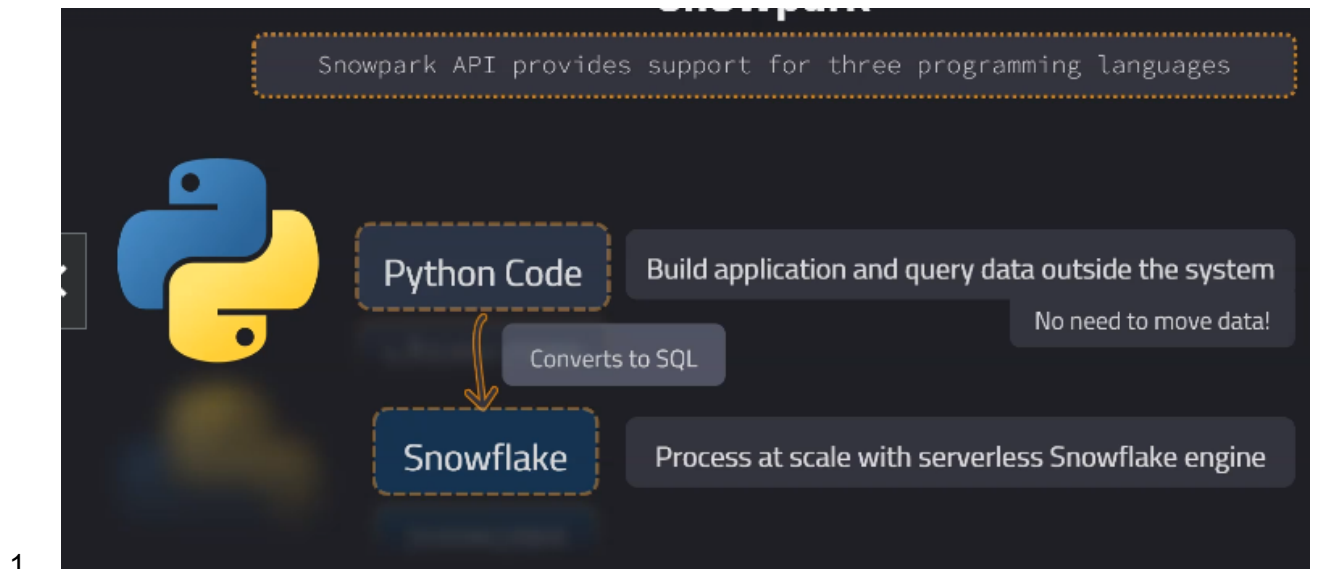 Snowpark
Snowpark API provides support for three programming languages
Python Code
Build application and query data outside the system
No need to move data!
Converts to SQL
Snowflake
Process at scale with serverless Snowflake engine
1